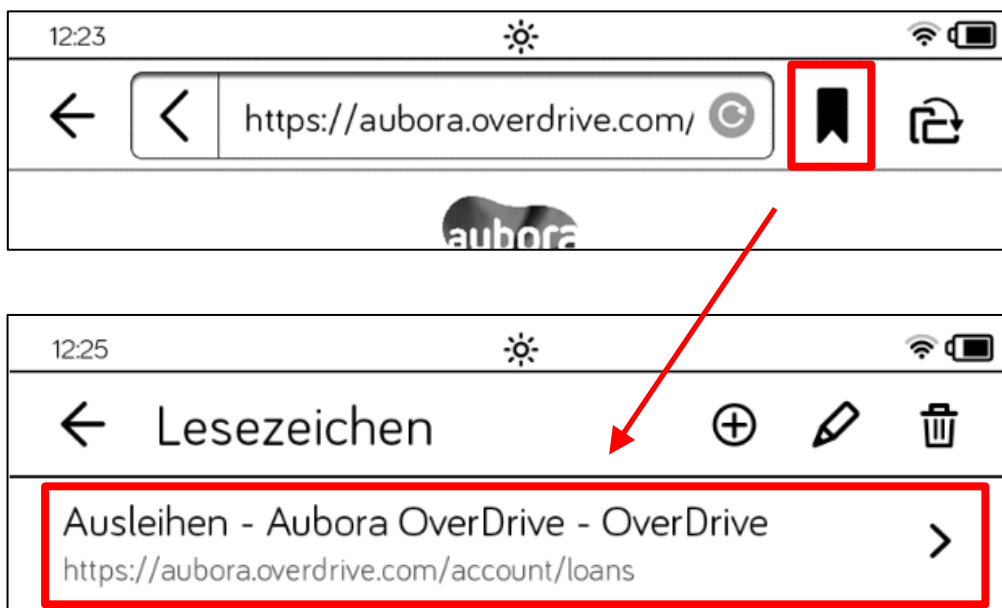 12:23
https://aubora.overdrive.com/
aubora
12:25
Lesezeichen
Ausleihen - Aubora OverDrive - OverDrive
https://aubora.overdrive.com/account/loans